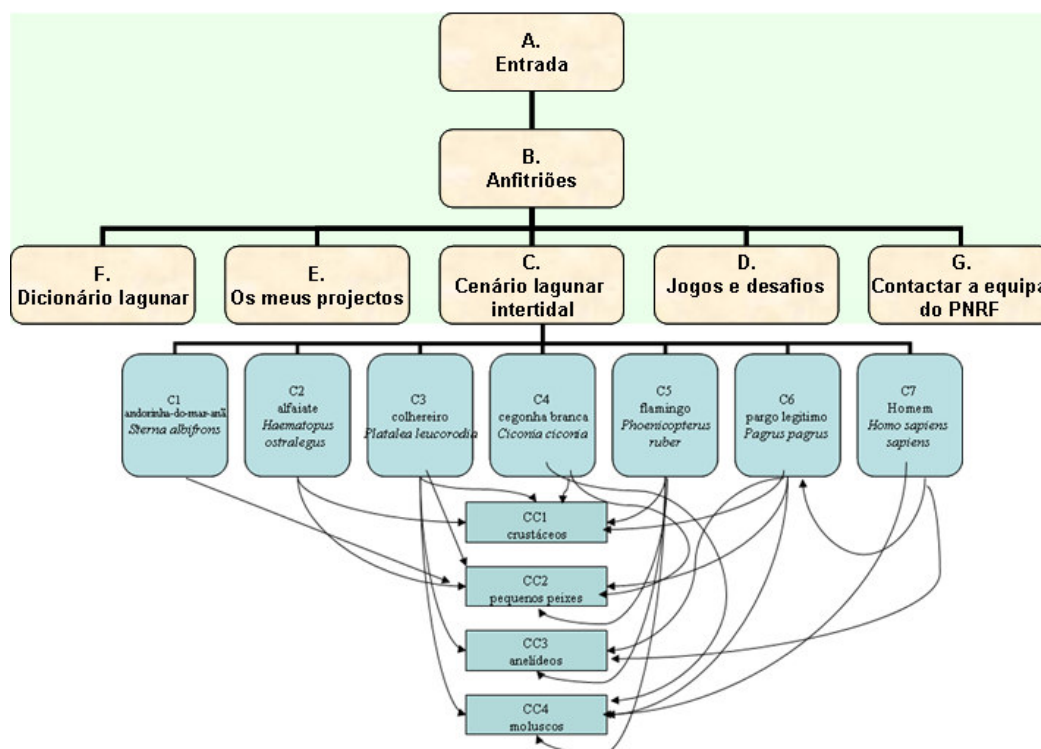 A.
Entrada
B.
Anfitriões
F.
Dicionário lagunar
E.
Os meus projectos
C.
Cenário lagunar
intertidal
D.
Jogos e desafios
G.
Contactar a equipa
do PNRF
C1
andorinha-do-mar-anã
Sterna albifrons
C2
alfaiate
Haematopus
ostralegus
C3
colhereiro
Platalea leucorodia
C4
cegonha branca
Ciconia ciconia
C5
flamingo
Phoenicopterus
ruber
C6
pargo legitimo
Pagrus pagrus
C7
Homem
Homo sapiens
sapiens
CC1
crustáceos
CC2
pequenos peixes
CC3
anelídeos
CC4
moluscos